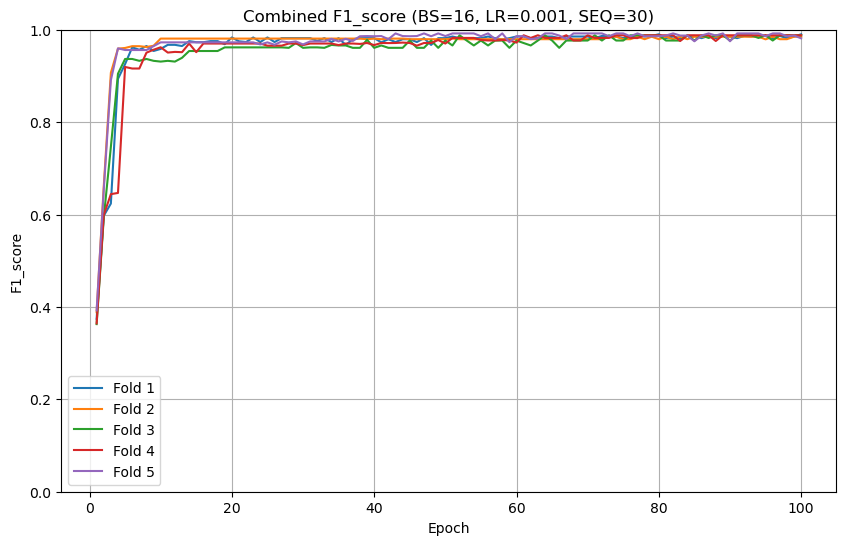 Combined F1_score (BS=16, LR=0.001, SEQ=30)
1.0
0.8
0.6
0.4
0.2
0.0
F1_score
Fold 1
Fold 2
Fold 3
Fold 4
Fold 5
0 20 40 60 80 100
Epoch